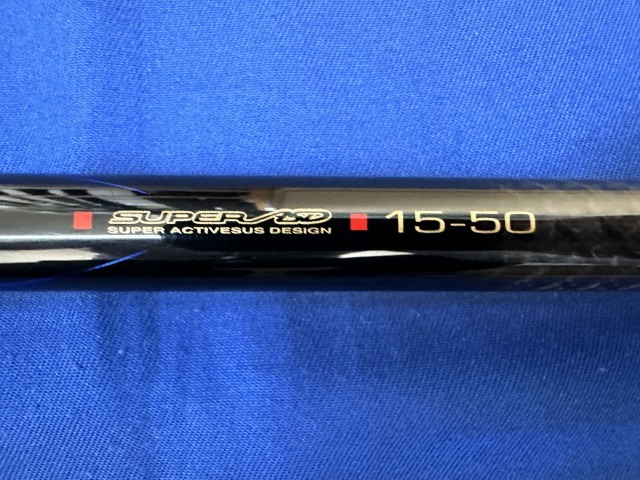 SUPER ASD
SUPER ACTIVESUS DESIGN
15-50